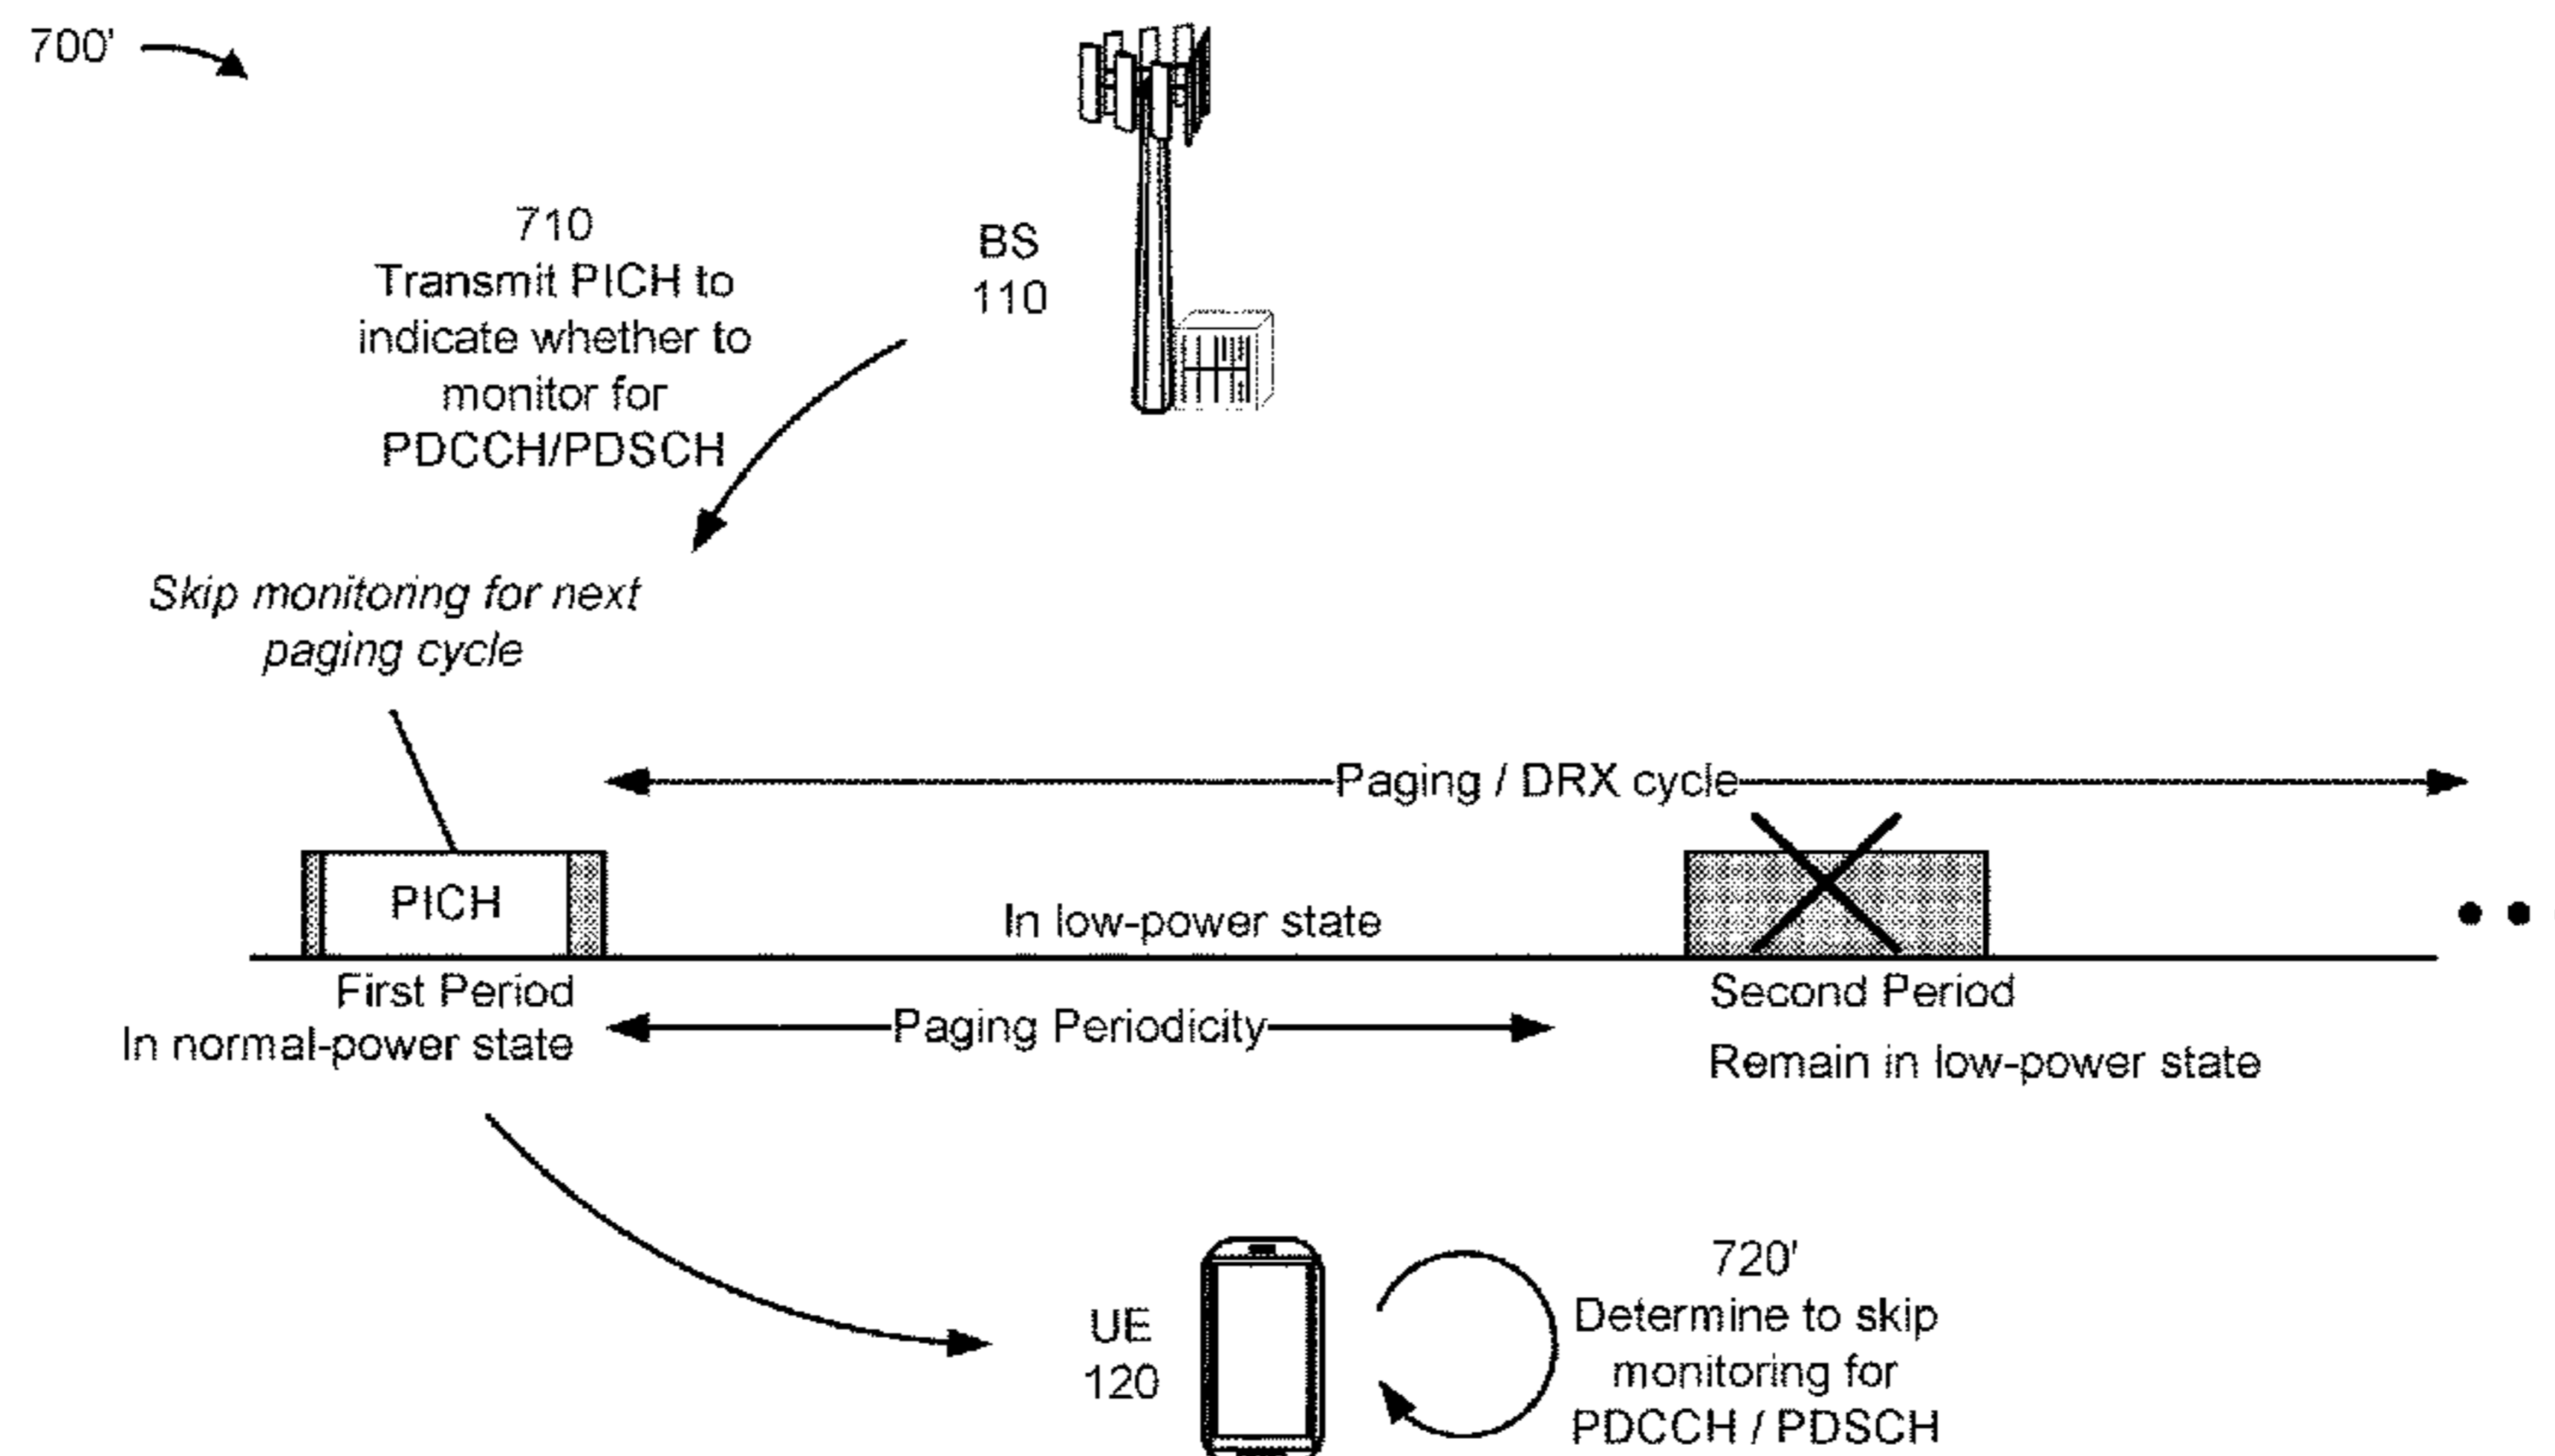 700'
710
Transmit PICH to
indicate whether to
monitor for
PDCCH/PDSCH
BS
110
Skip monitoring for next
paging cycle
Paging / DRX cycle
PICH
In low-power state
First Period
In normal-power state
Paging Periodicity
Second Period
Remain in low-power state
UE
120
720'
Determine to skip
monitoring for
PDCCH / PDSCH